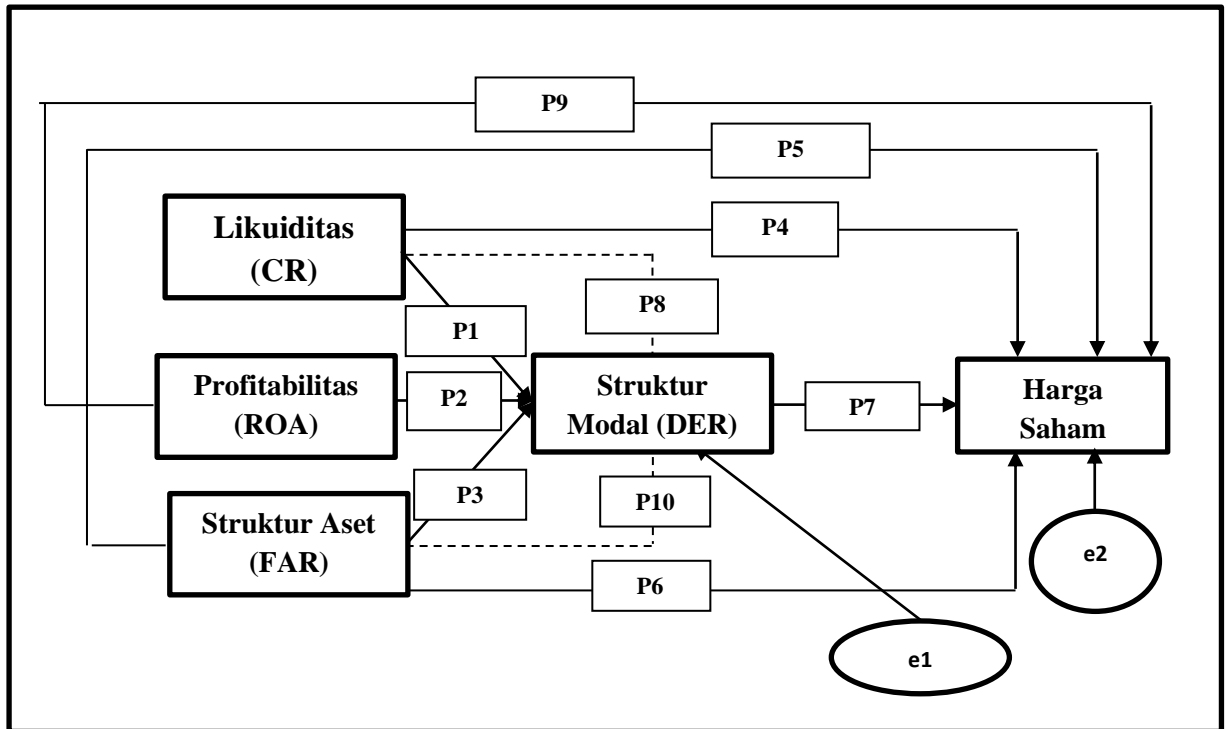 P9
P5
Likuiditas
(CR)
P4
P8
P1
Profitabilitas
(ROA)
P2
Struktur
Modal (DER)
P7
Harga
Saham
P3
P10
Struktur Aset
(FAR)
P6
e2
e1